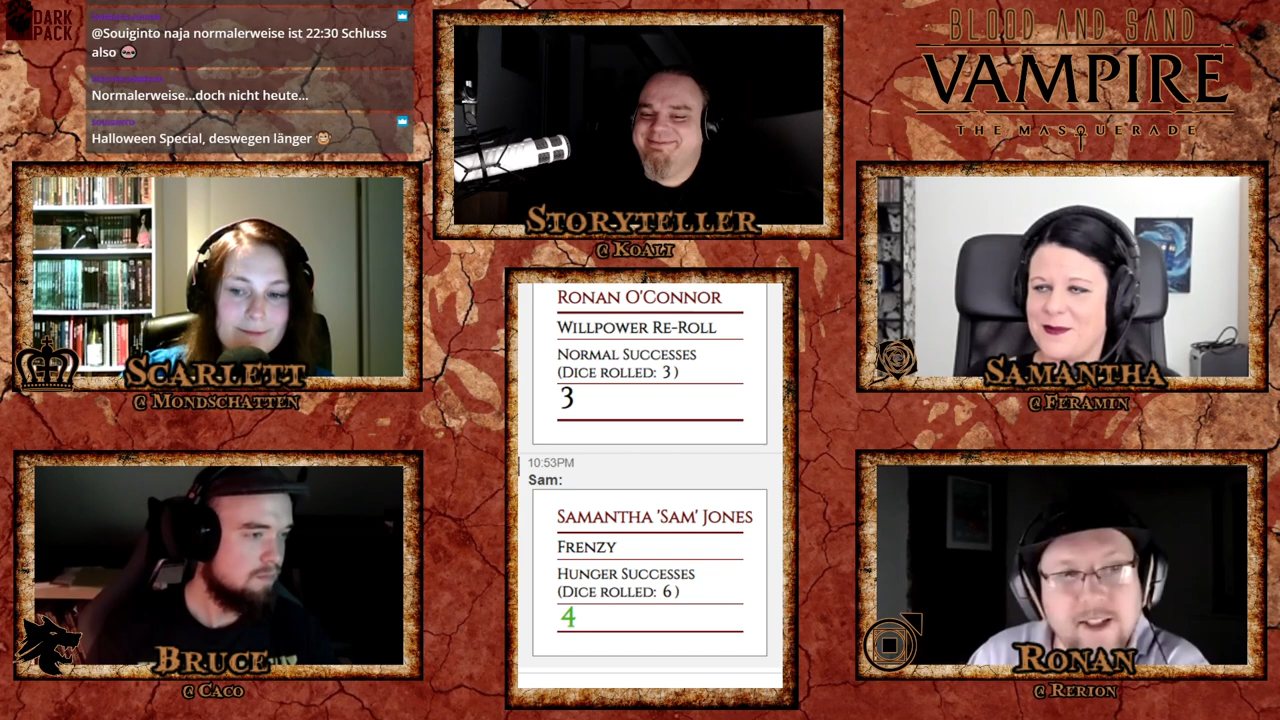 DARK
PACK
@Souiginto naja normalerweise ist 22:30 Schluss
also
Normalerweise...doch nicht heute...
Halloween Special, deswegen länger
BLOOD AND SAND
VAMPIRE
THE MASQUERADE
STORYTELLER
@ KOALI
SCARLETT
@ MONDSCHATTEN
SAMANTHA
@ FERAMIN
RONAN O'CONNOR
WILLPOWER RE-ROLL
NORMAL SUCCESSES
(DICE ROLLED: 3 )
3
10:53PM
Sam:
SAMANTHA 'SAM' JONES
FRENZY
HUNGER SUCCESSES
(DICE ROLLED: 6 )
4
BRUCE
@ CACO
RONAN
@ RERION